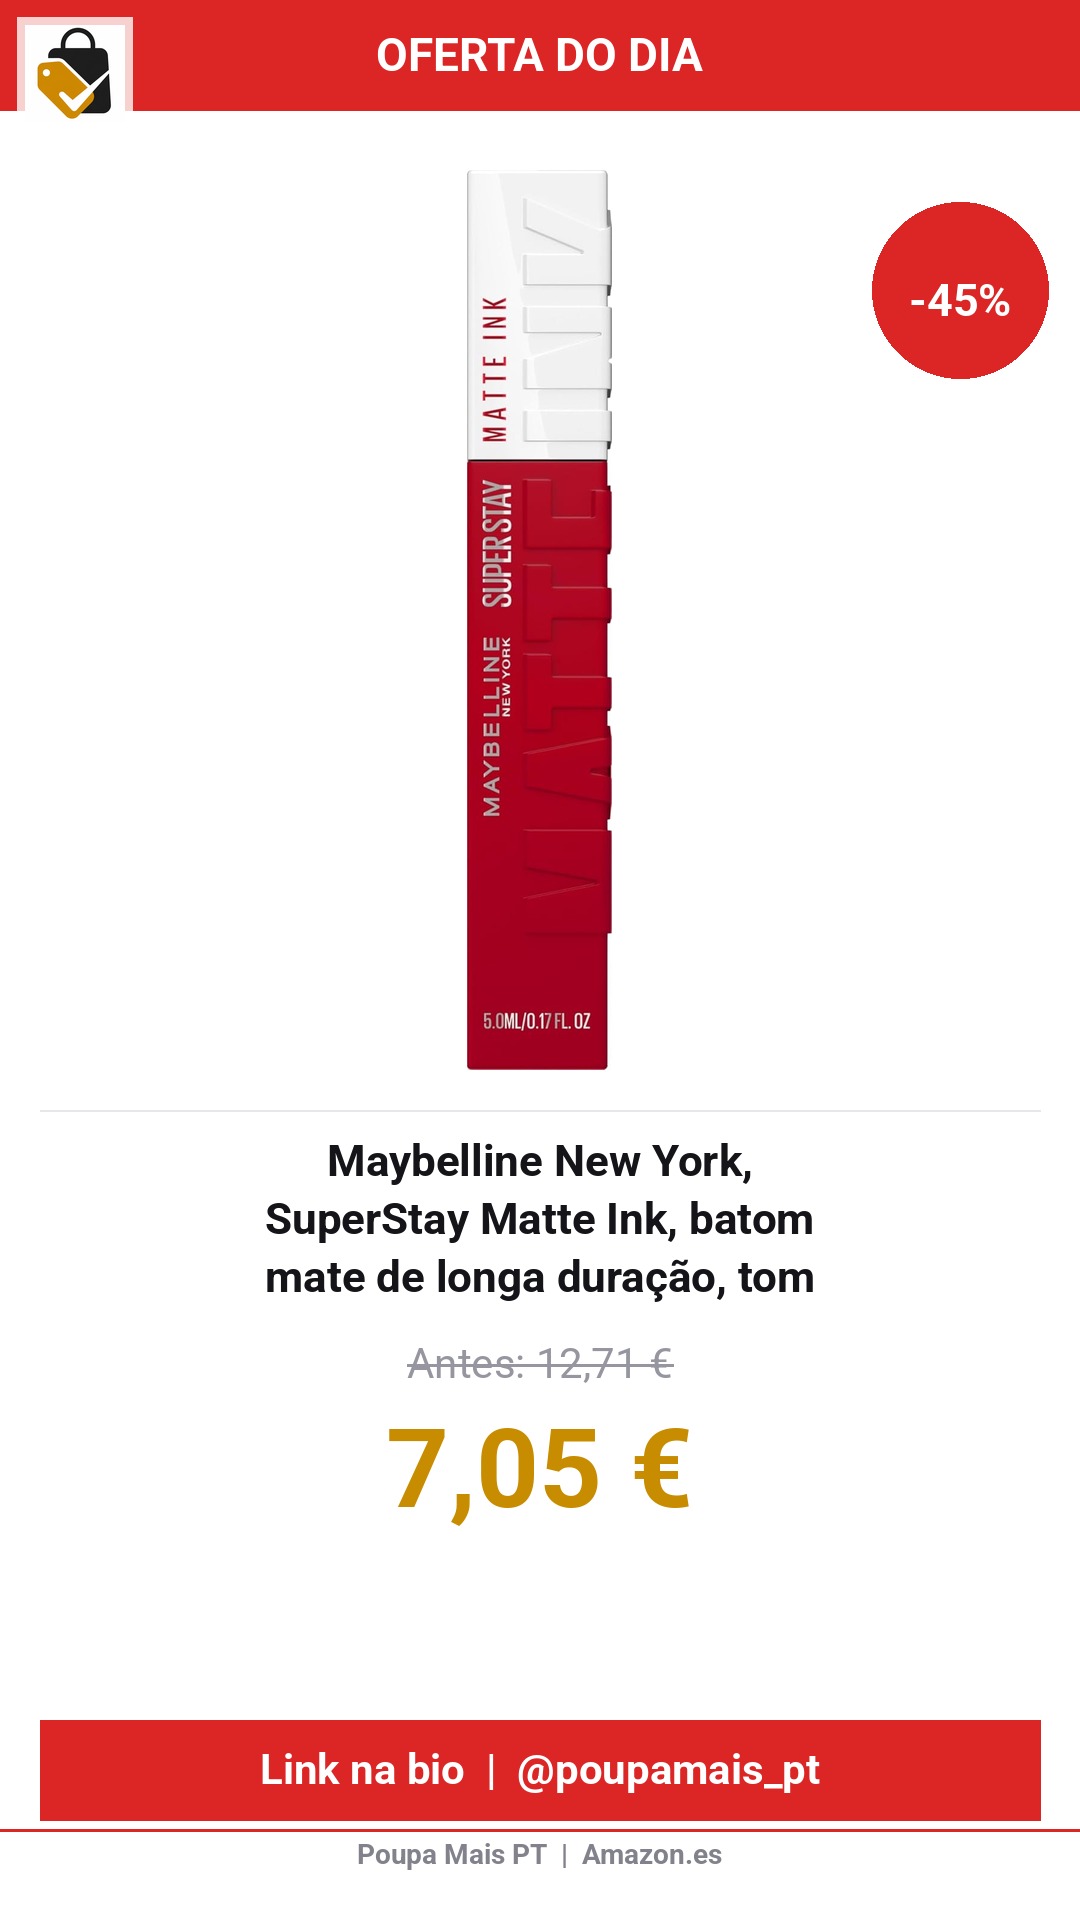 OFERTA DO DIA
-45%
MATTE INK
INK
SUPERSTAY
MAYBELLINE
NEW YORK
MATTE
5.0ML/0.17 FL. OZ
Maybelline New York,
SuperStay Matte Ink, batom
mate de longa duração, tom
Antes: 12,71 €
7,05 €
Link na bio | @poupamais_pt
Poupa Mais PT | Amazon.es